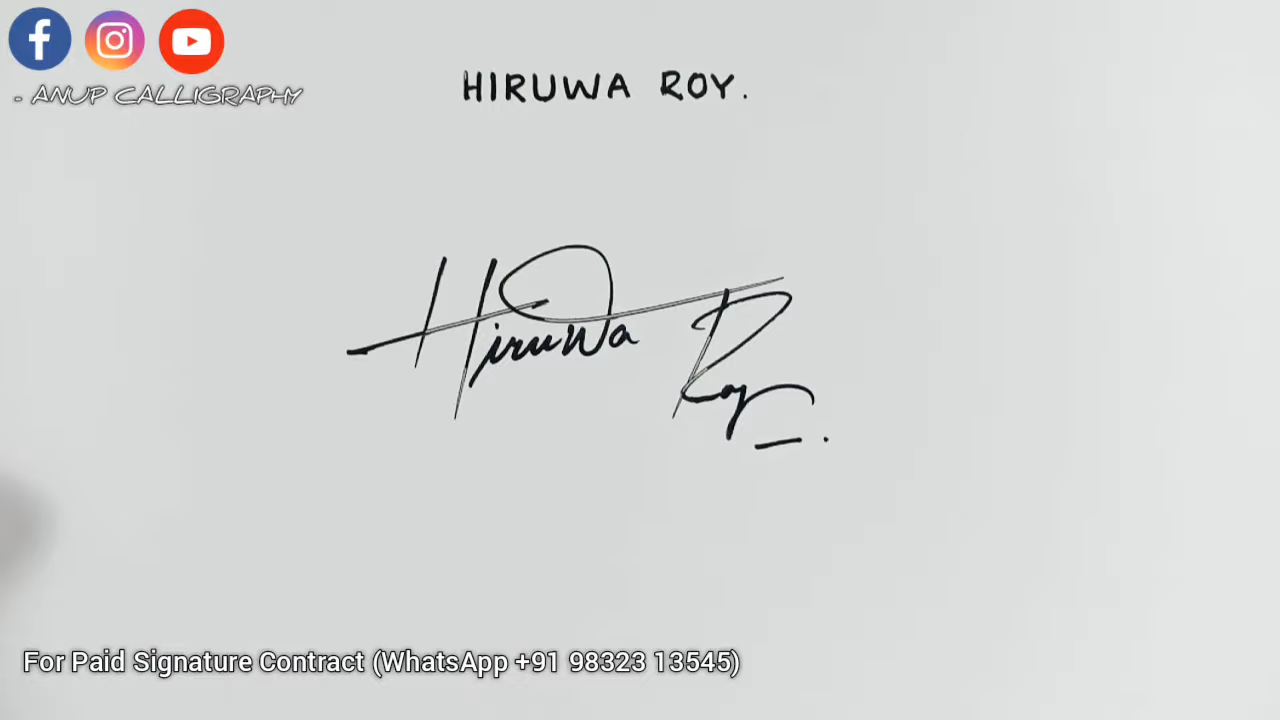 - ANUP CALLIGRAPHY
HIRUWA ROY.
Hiruwa Roy
For Paid Signature Contract (WhatsApp +91 98323 13545)